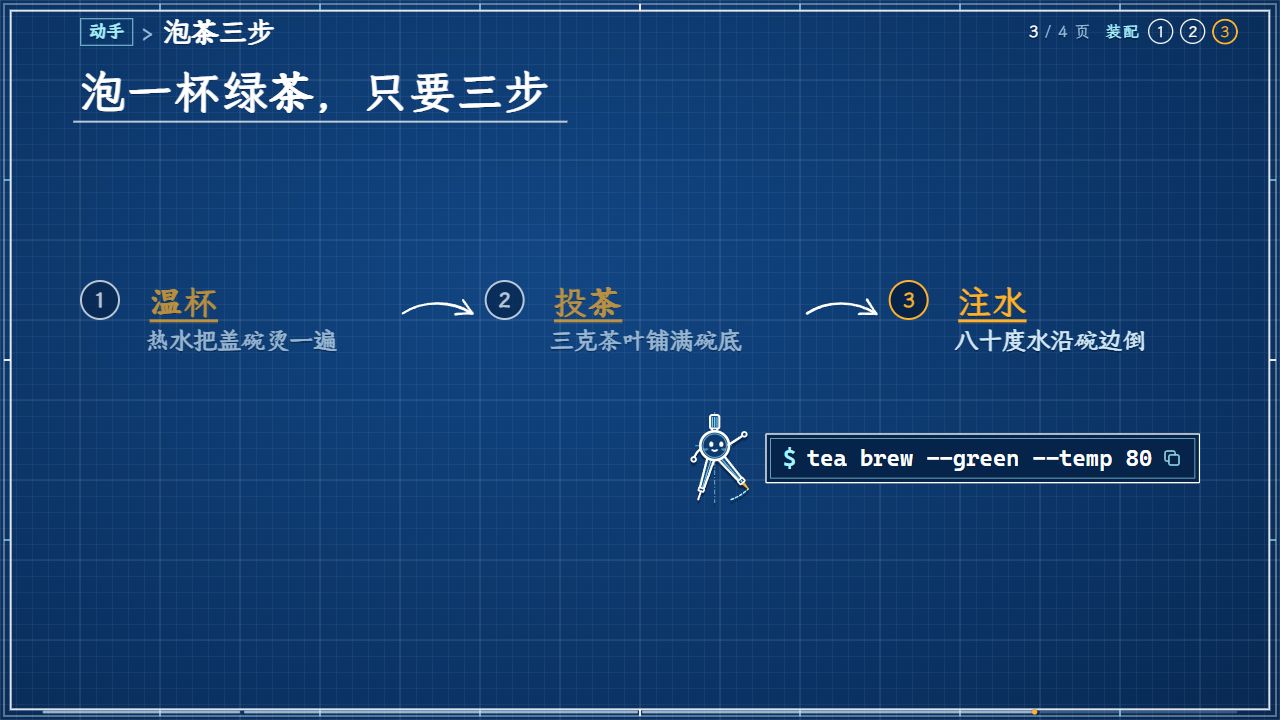 动手 > 泡茶三步
3 / 4 页 装配 1 2 3
泡一杯绿茶，只要三步
1 温杯
热水把盖碗烫一遍
2 投茶
三克茶叶铺满碗底
3 注水
八十度水沿碗边倒
$ tea brew --green --temp 80